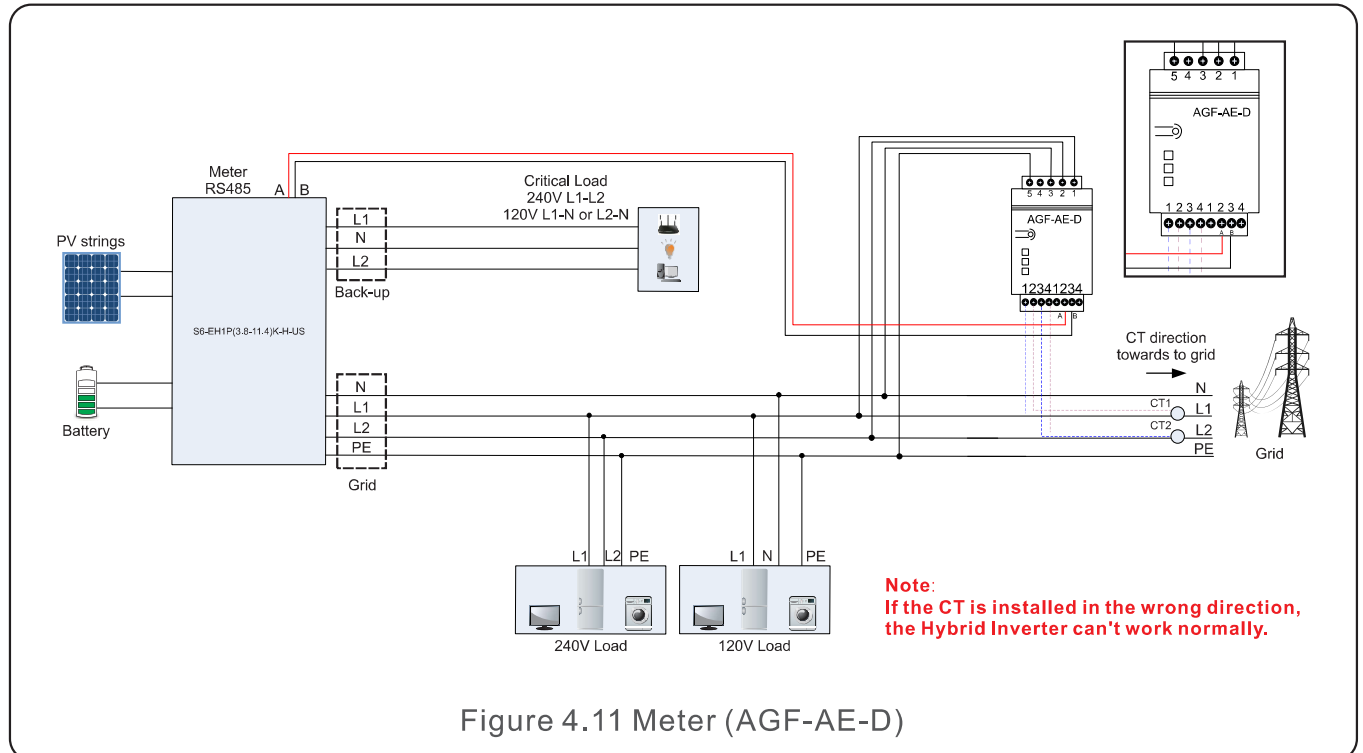 5 4 3 2 1
AGF-AE-D
1 2 3 4 1 2 3 4
A B
Meter
RS485
A B
PV strings
S6-EH1P(3.8-11.4)K-H-US
Battery
L1
N
L2
Back-up
Critical Load
240V L1-L2
120V L1-N or L2-N
5 4 3 2 1
AGF-AE-D
12341234
A B
CT direction
towards to grid
N
L1
L2
PE
Grid
CT1
CT2
N
L1
L2
PE
Grid
L1 L2 PE
240V Load
L1 N PE
120V Load
Note:
If the CT is installed in the wrong direction,
the Hybrid Inverter can't work normally.
Figure 4.11 Meter (AGF-AE-D)